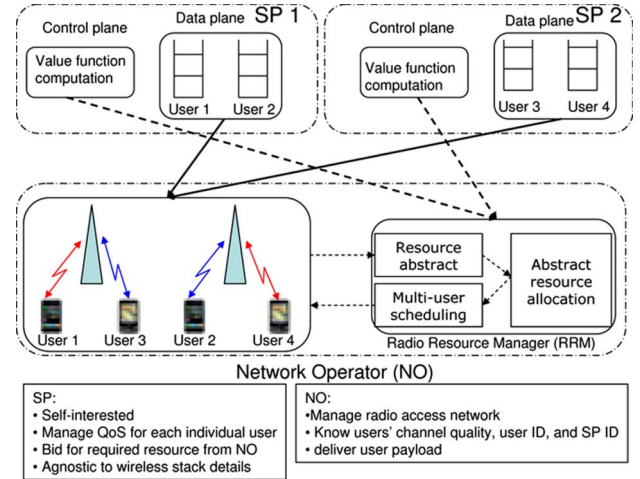 SP 1
SP 2
Control plane
Data plane
Value function
computation
User 1
User 2
Control plane
Data plane
Value function
computation
User 3
User 4
User 1
User 3
User 2
User 4
Resource
abstract
Multi-user
scheduling
Abstract
resource
allocation
Radio Resource Manager (RRM)
Network Operator (NO)
SP:
• Self-interested
• Manage QoS for each individual user
• Bid for required resource from NO
• Agnostic to wireless stack details
NO:
•Manage radio access network
• Know users' channel quality, user ID, and SP ID
• deliver user payload